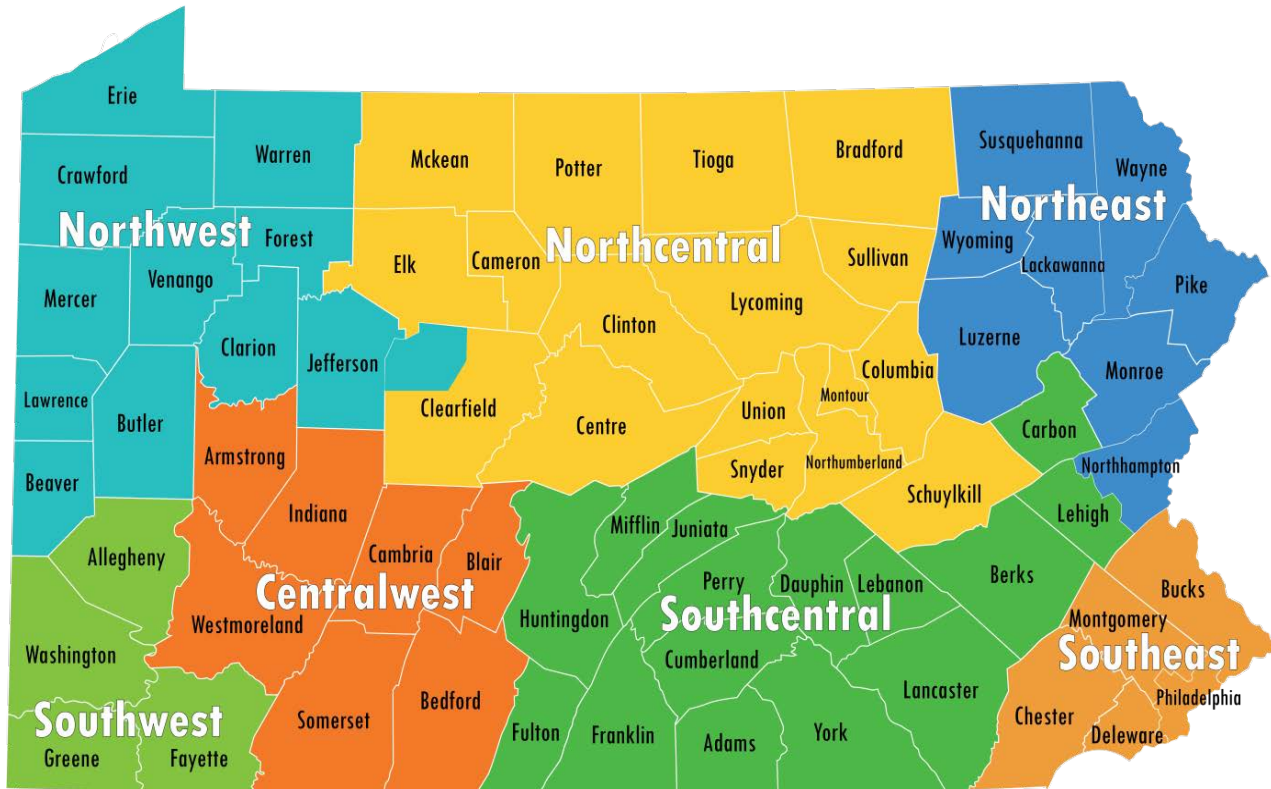 Erie
Crawford
Warren
Northwest
Forest
Venango
Mercer
Clarion
Jefferson
Lawrence
Butler
Beaver
Mckean
Potter
Tioga
Bradford
Elk
Cameron
Northcentral
Sullivan
Lycoming
Clinton
Columbia
Montour
Union
Clearfield
Centre
Snyder
Northumberland
Schuylkill
Susquehanna
Wayne
Northeast
Wyoming
Lackawanna
Pike
Luzerne
Monroe
Northhampton
Armstrong
Indiana
Cambria
Blair
Centralwest
Westmoreland
Somerset
Bedford
Allegheny
Washington
Southwest
Greene
Fayette
Carbon
Lehigh
Mifflin
Juniata
Perry
Dauphin
Lebanon
Berks
Huntingdon
Southcentral
Cumberland
Lancaster
Fulton
Franklin
Adams
York
Bucks
Montgomery
Southeast
Philadelphia
Chester
Deleware